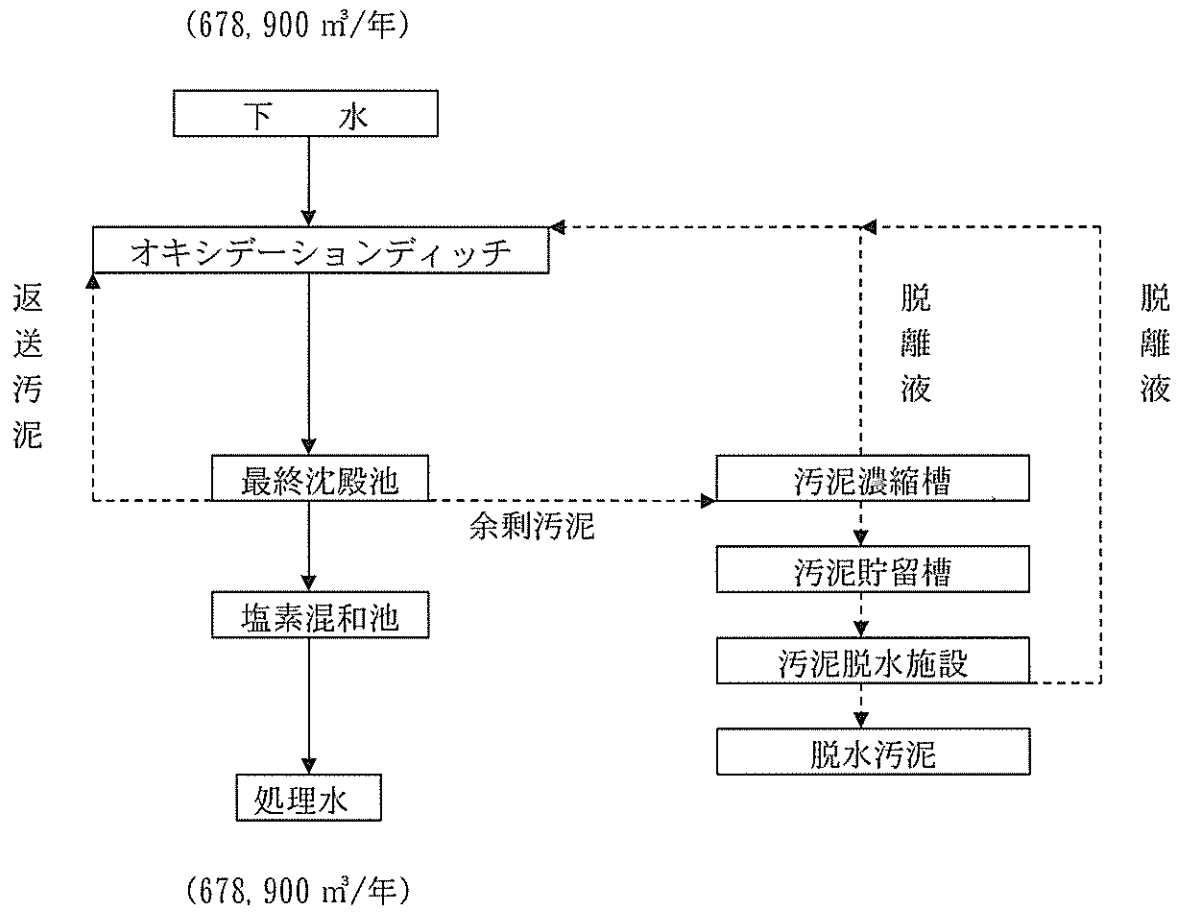 (678,900 ㎥/年)
下　水
オキシデーションディッチ
返送汚泥
脱離液
脱離液
最終沈殿池
汚泥濃縮槽
余剰汚泥
汚泥貯留槽
塩素混和池
汚泥脱水施設
脱水汚泥
処理水
(678,900 ㎥/年)